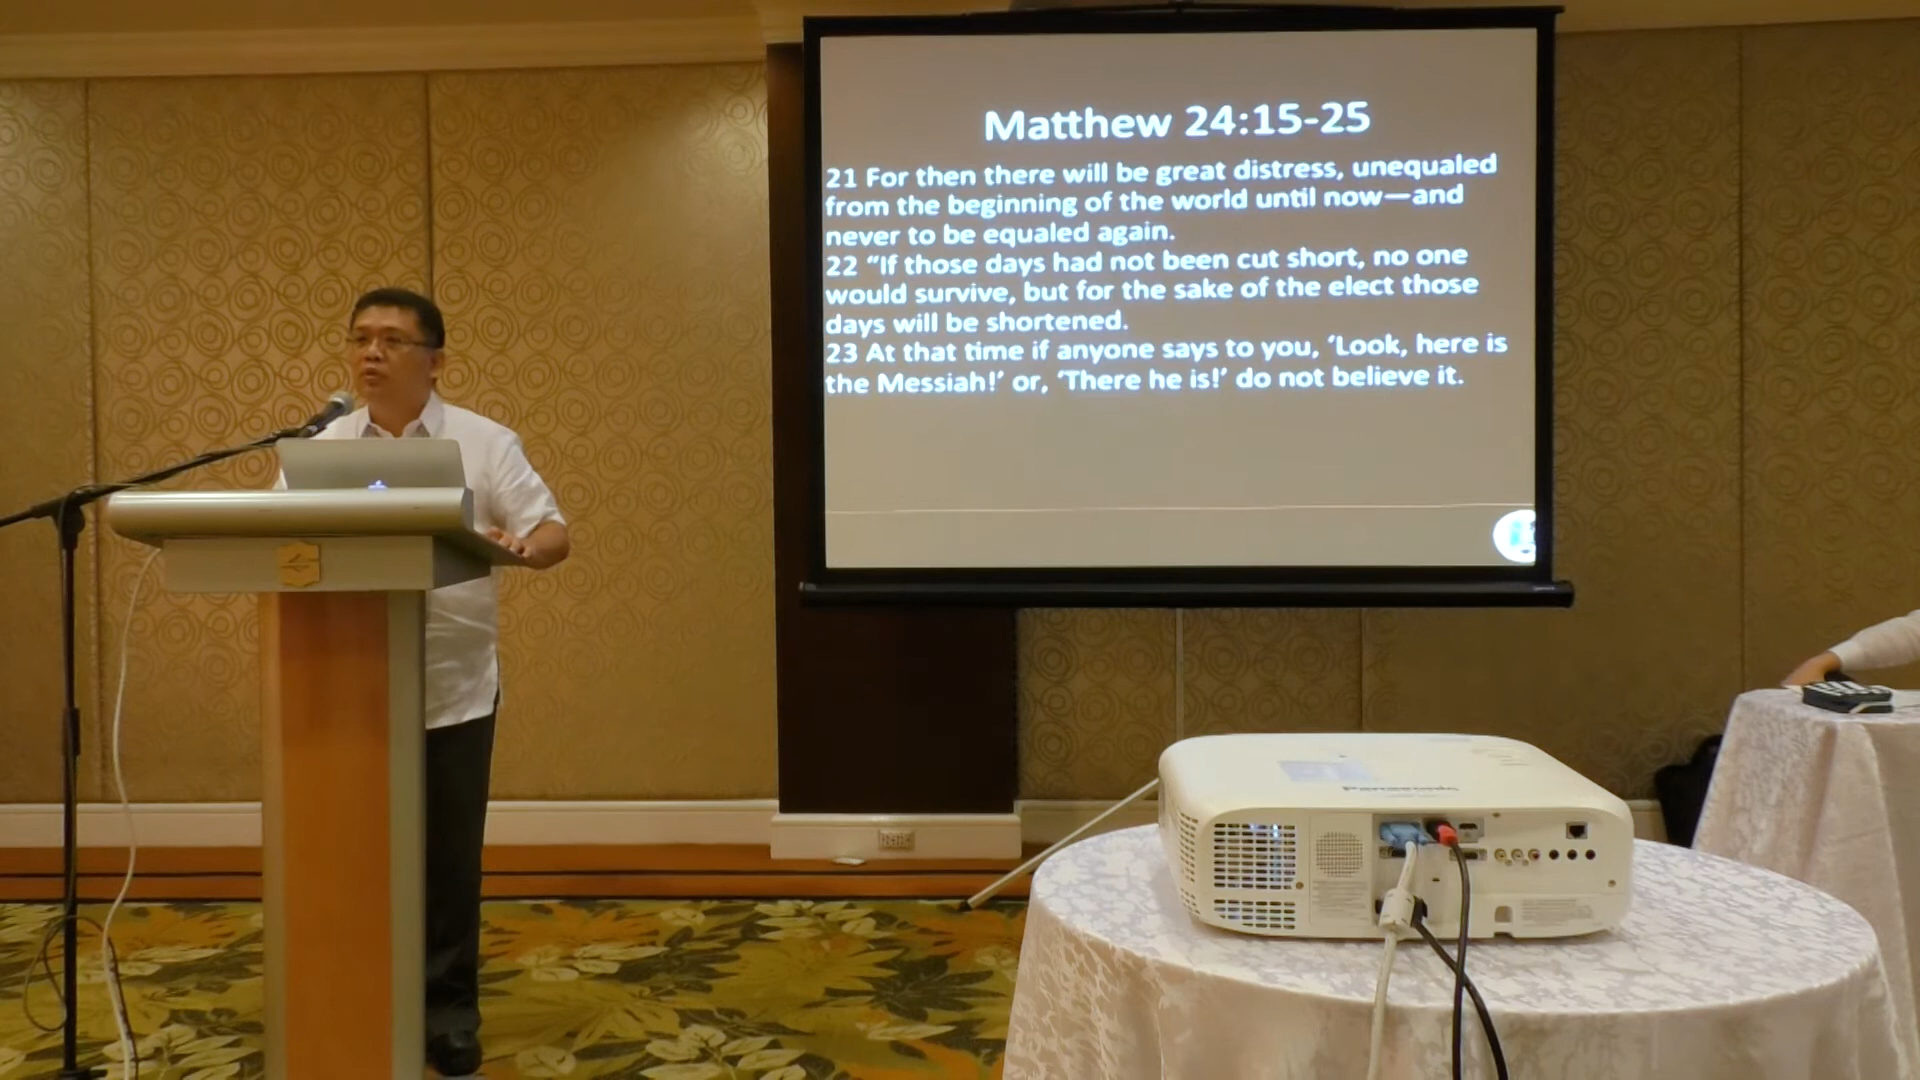 Matthew 24:15-25
21 For then there will be great distress, unequaled
from the beginning of the world until now—and
never to be equaled again.
22 “If those days had not been cut short, no one
would survive, but for the sake of the elect those
days will be shortened.
23 At that time if anyone says to you, ‘Look, here is
the Messiah!’ or, ‘There he is!’ do not believe it.
Panasonic